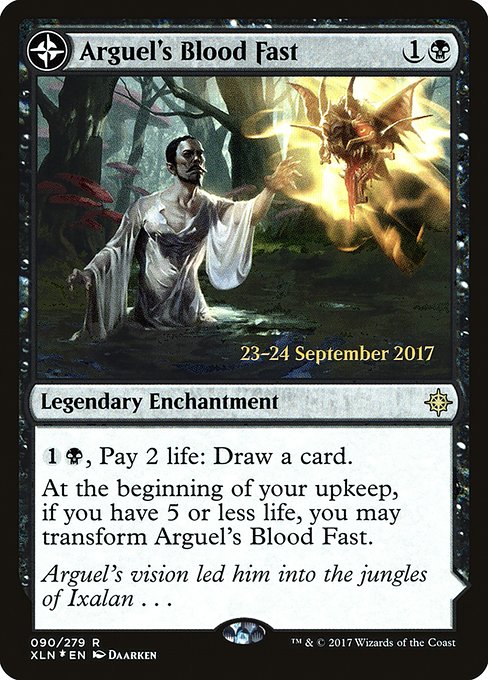 Arguel's Blood Fast 1
23–24 September 2017
Legendary Enchantment
1 , Pay 2 life: Draw a card.
At the beginning of your upkeep,
if you have 5 or less life, you may
transform Arguel's Blood Fast.
Arguel's vision led him into the jungles
of Ixalan . . .
090/279 R
XLN EN DAARKEN
™ & © 2017 Wizards of the Coast